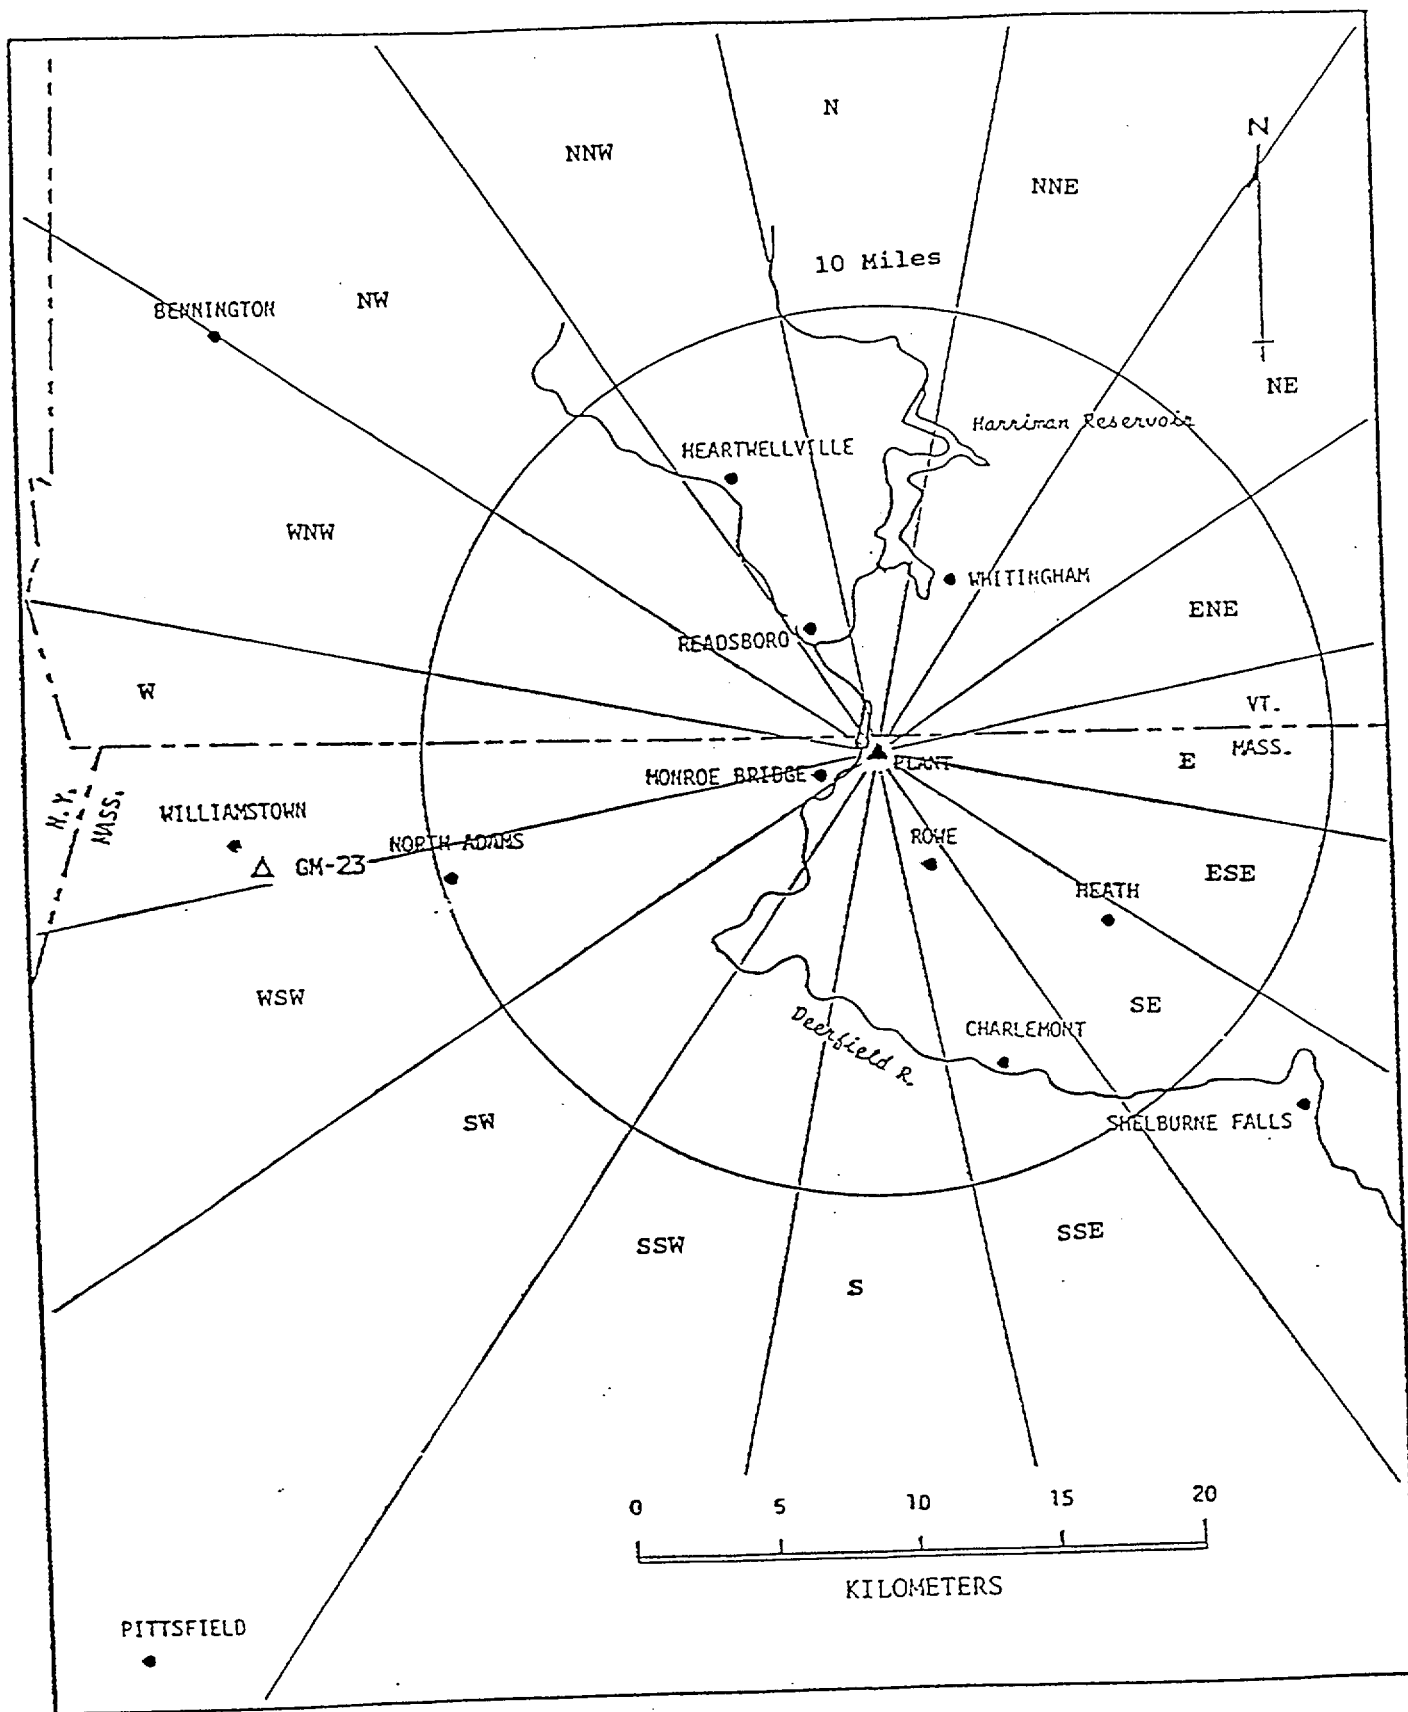 N
NNW
N
NNE
10 Miles
BENNINGTON
NW
NE
Harriman Reservoir
HEARTWELLVILLE
WNW
WHITINGHAM
ENE
READSBORO
W
VT.
MASS.
E
PLANT
MONROE BRIDGE
N.Y.
MASS.
WILLIAMSTOWN
NORTH ADAMS
ROWE
GM-23
ESE
HEATH
WSW
SE
Deerfield R.
CHARLEMONT
SW
SHELBURNE FALLS
SSW
SSE
S
0 5 10 15 20
KILOMETERS
PITTSFIELD